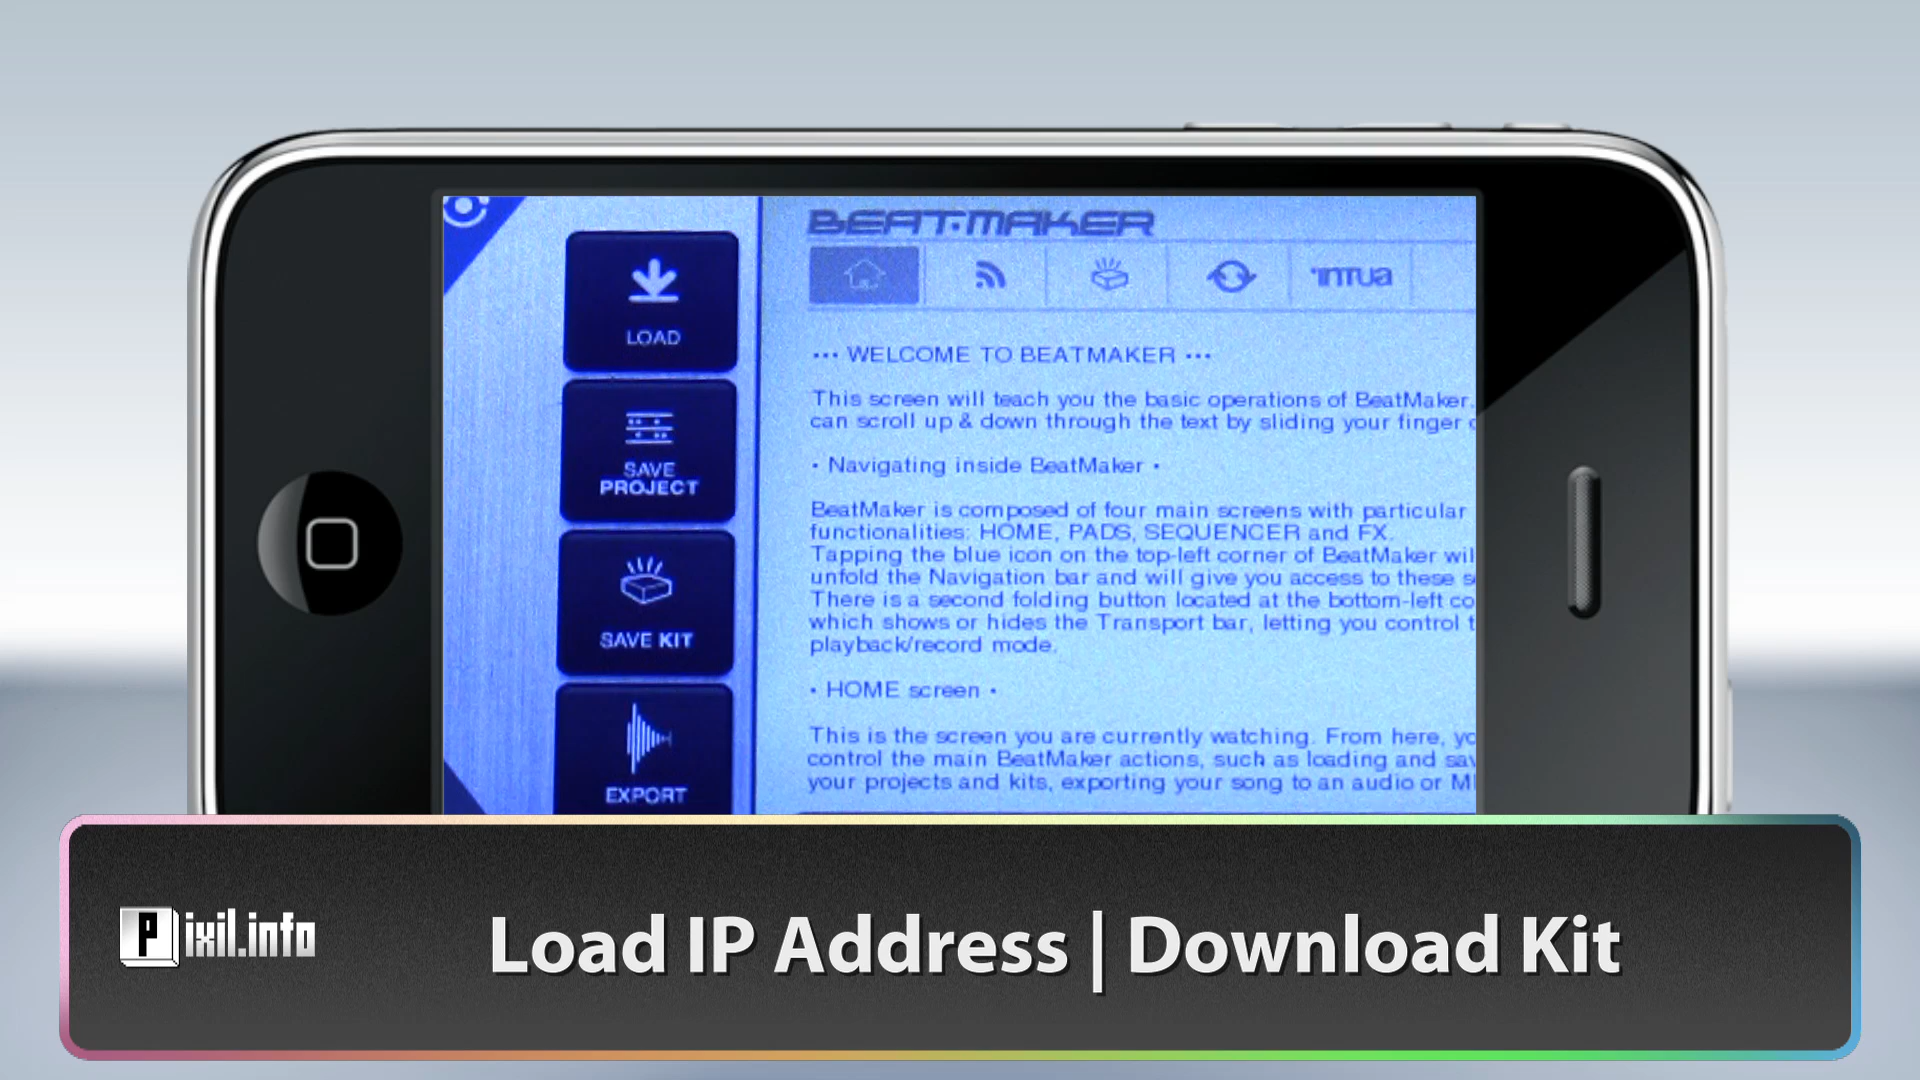 BEAT·MAKER
LOAD
intua
••• WELCOME TO BEATMAKER •••
This screen will teach you the basic operations of BeatMaker.
can scroll up & down through the text by sliding your finger
SAVE
PROJECT
• Navigating inside BeatMaker •
BeatMaker is composed of four main screens with particular
functionalities: HOME, PADS, SEQUENCER and FX.
Tapping the blue icon on the top-left corner of BeatMaker wil
unfold the Navigation bar and will give you access to these s
There is a second folding button located at the bottom-left co
which shows or hides the Transport bar, letting you control t
playback/record mode.
SAVE KIT
• HOME screen •
This is the screen you are currently watching. From here, yo
control the main BeatMaker actions, such as loading and sav
your projects and kits, exporting your song to an audio or MI
EXPORT
Pixil.info
Load IP Address | Download Kit